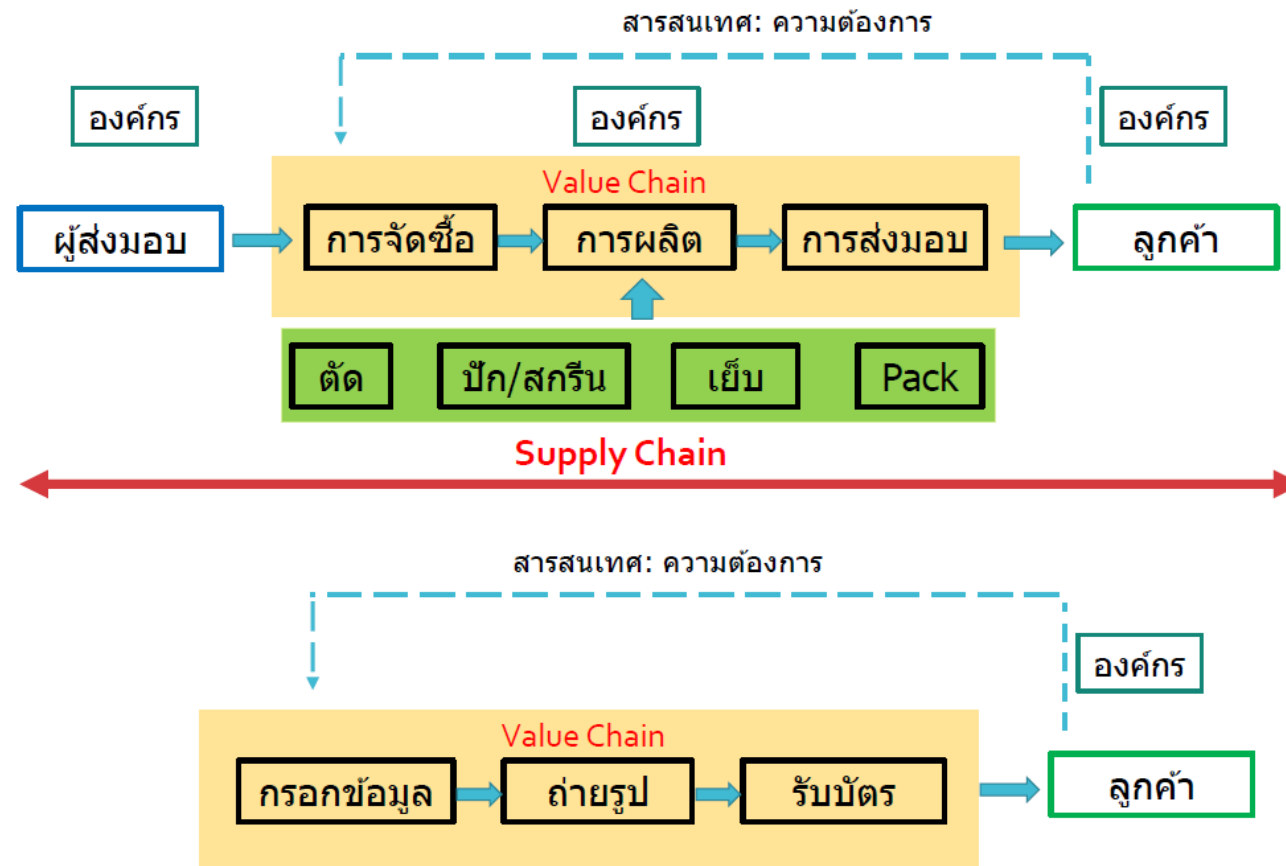 สารสนเทศ: ความต้องการ
องค์กร
องค์กร
องค์กร
Value Chain
ผู้ส่งมอบ
การจัดซื้อ
การผลิต
การส่งมอบ
ลูกค้า
ตัด
ปัก/สกรีน
เย็บ
Pack
Supply Chain
สารสนเทศ: ความต้องการ
องค์กร
Value Chain
กรอกข้อมูล
ถ่ายรูป
รับบัตร
ลูกค้า